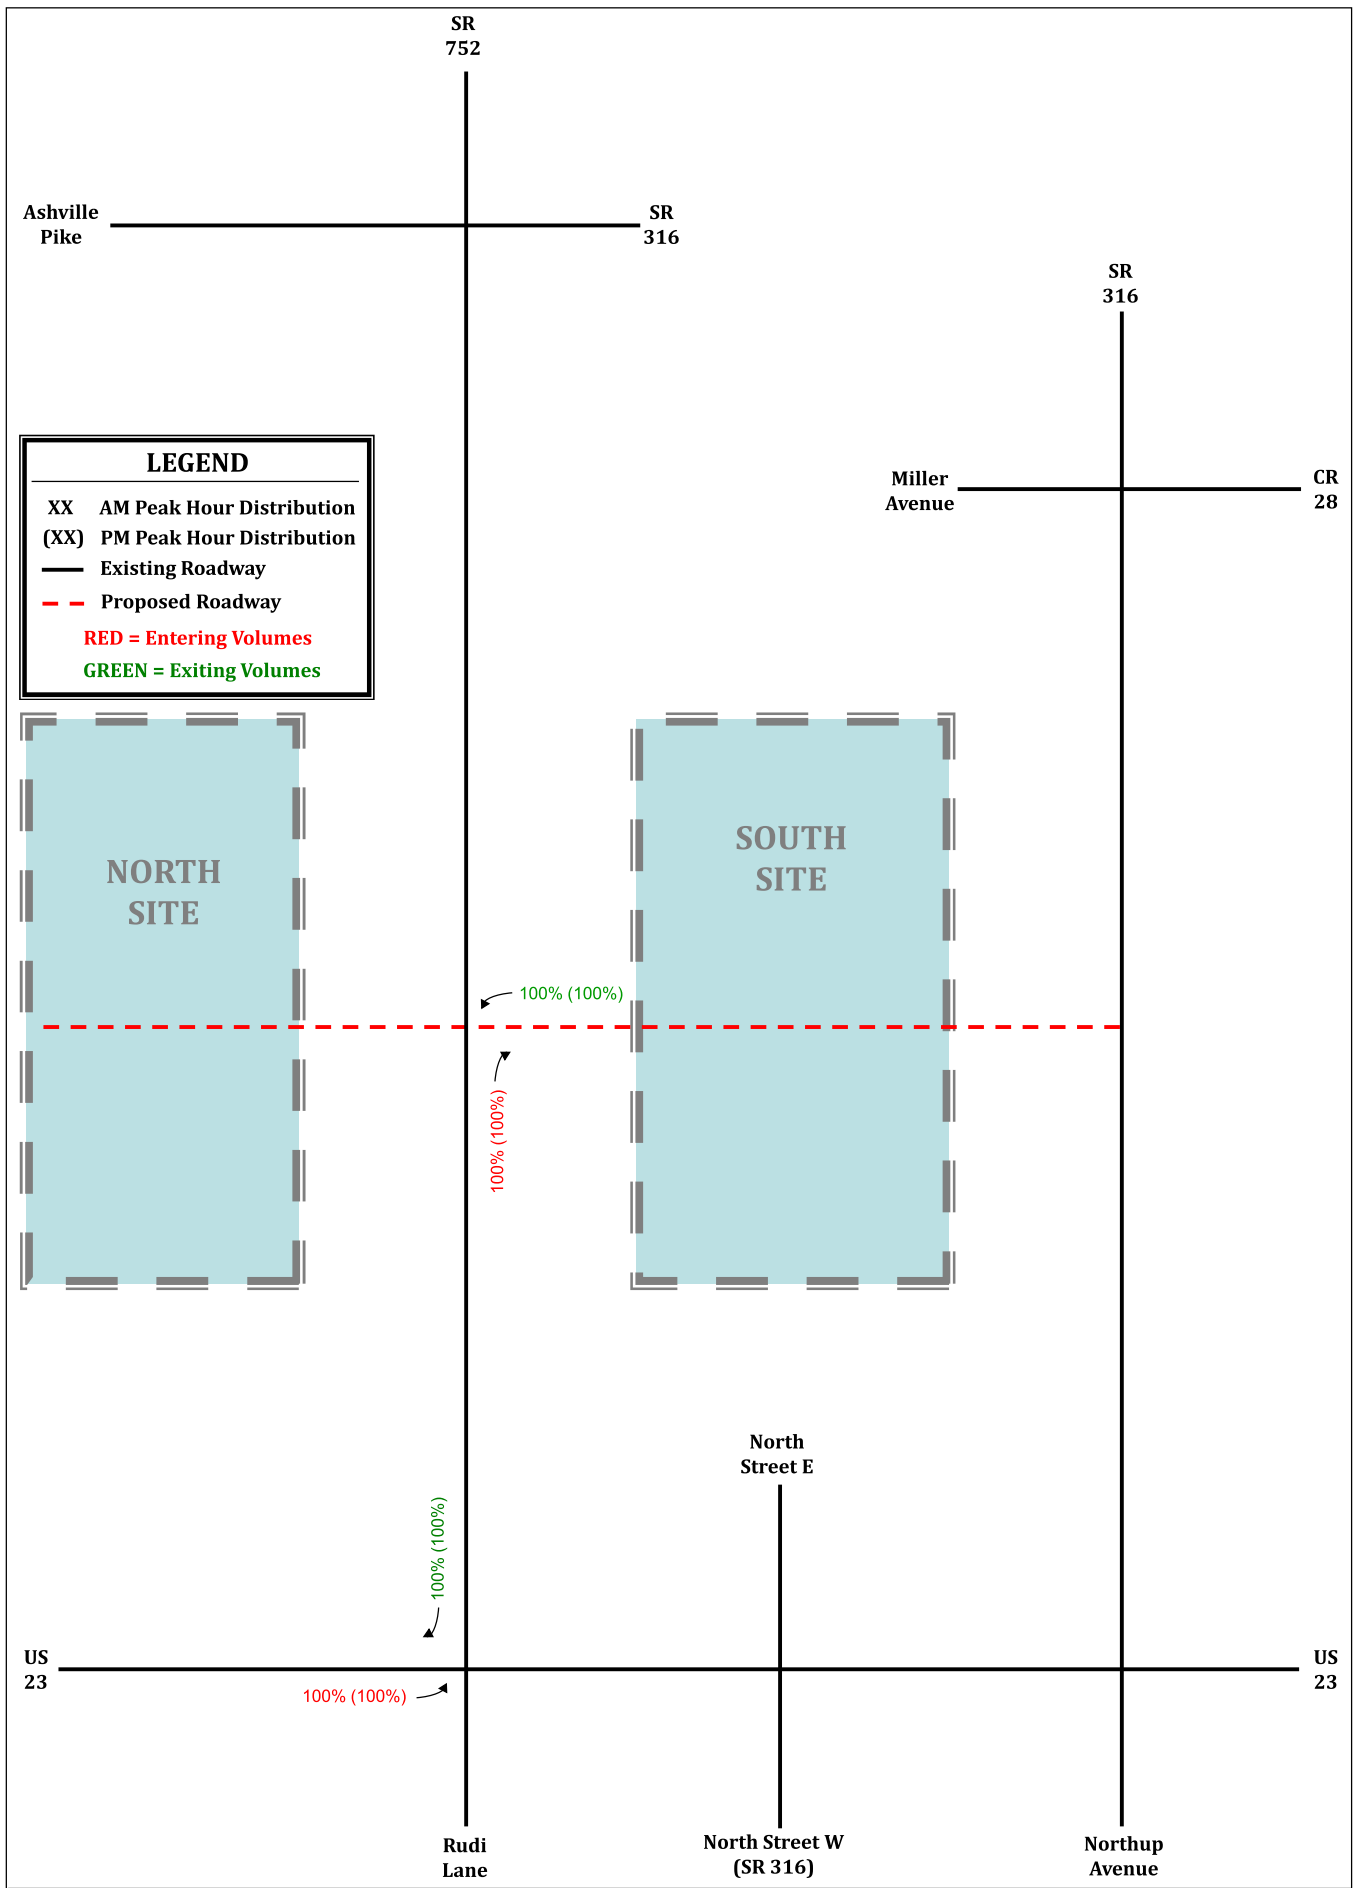 SR
752
Ashville
Pike
SR
316
SR
316
LEGEND
XX AM Peak Hour Distribution
(XX) PM Peak Hour Distribution
Existing Roadway
Proposed Roadway
RED = Entering Volumes
GREEN = Exiting Volumes
Miller
Avenue
CR
28
NORTH
SITE
SOUTH
SITE
100% (100%)
100% (100%)
North
Street E
100% (100%)
US
23
100% (100%)
US
23
Rudi
Lane
North Street W
(SR 316)
Northup
Avenue